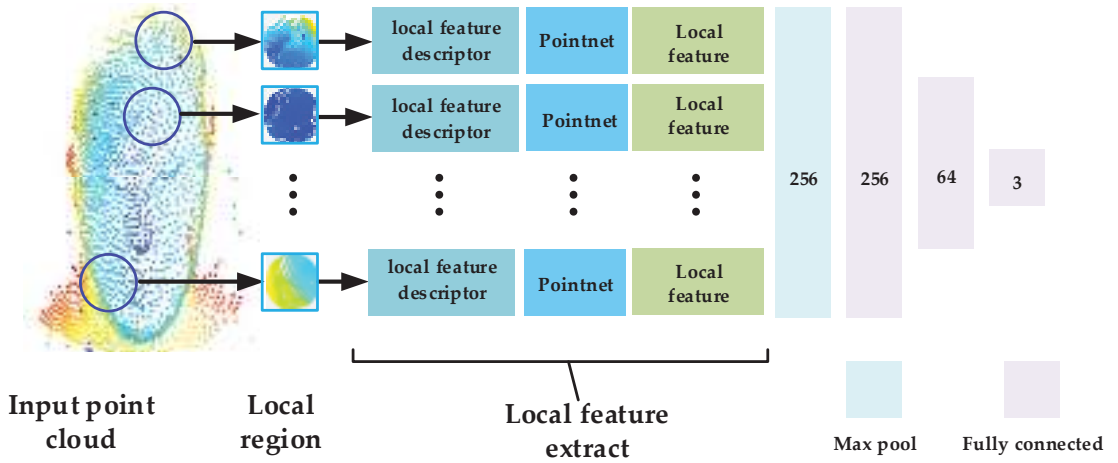 local feature
descriptor
Pointnet
Local
feature
local feature
descriptor
Pointnet
Local
feature
256
256
64
3
local feature
descriptor
Pointnet
Local
feature
Input point
cloud
Local
region
Local feature
extract
Max pool
Fully connected